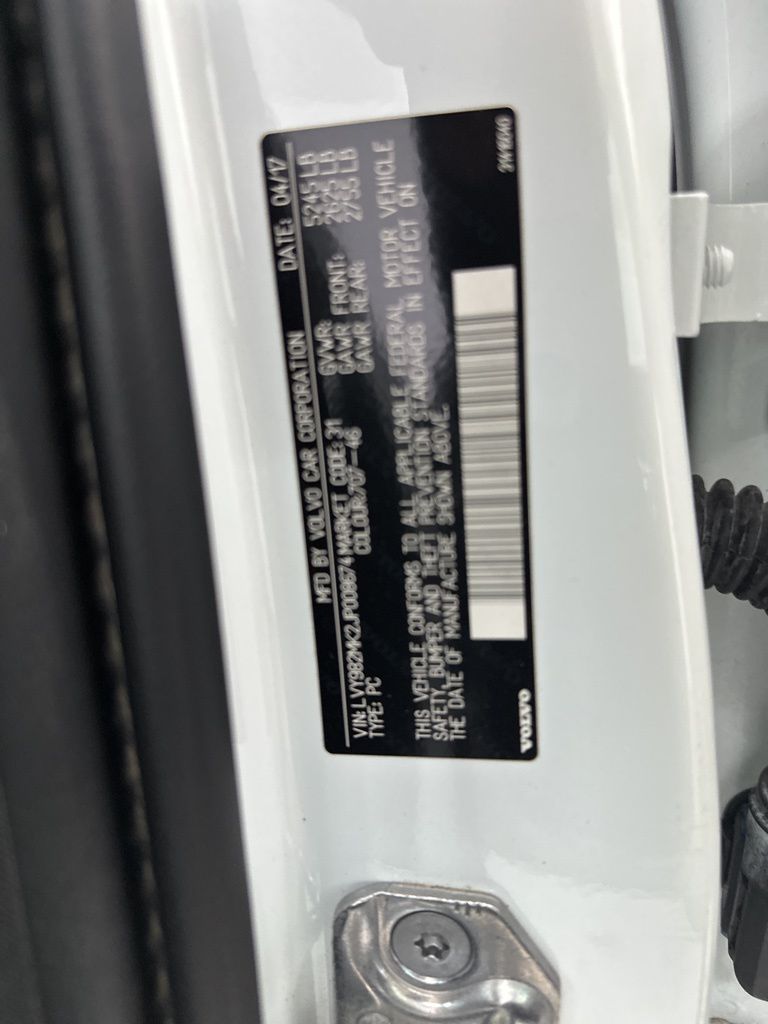 MFD BY VOLVO CAR CORPORATION DATE: 04/17
VIN: LVY982MK2JP008674 MARKET CODE: 31 GVWR: 5245 LB
TYPE: PC COLOUR: 707-46 GAWR FRONT: 2625 LB
GAWR REAR: 2755 LB
THIS VEHICLE CONFORMS TO ALL APPLICABLE FEDERAL MOTOR VEHICLE
SAFETY, BUMPER AND THEFT PREVENTION STANDARDS IN EFFECT ON
THE DATE OF MANUFACTURE SHOWN ABOVE.
VOLVO